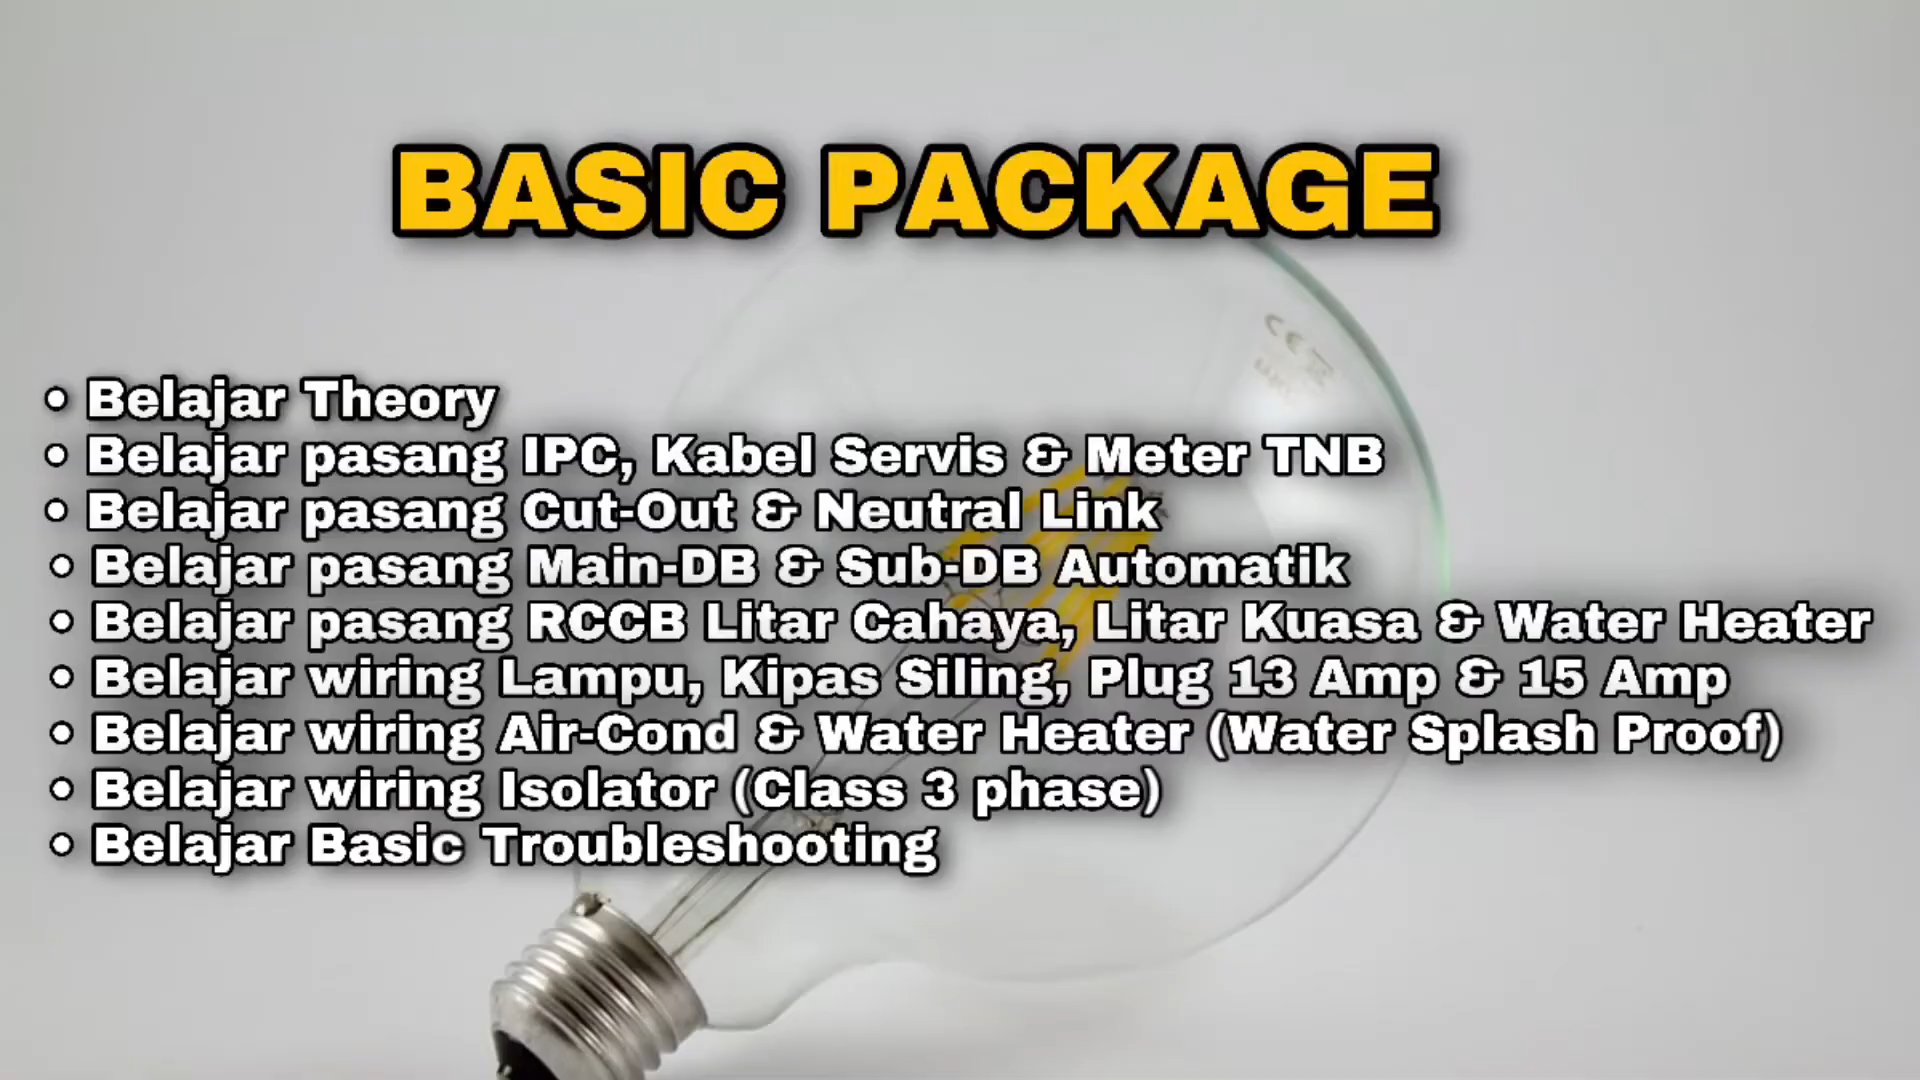 BASIC PACKAGE
• Belajar Theory
• Belajar pasang IPC, Kabel Servis & Meter TNB
• Belajar pasang Cut-Out & Neutral Link
• Belajar pasang Main-DB & Sub-DB Automatik
• Belajar pasang RCCB Litar Cahaya, Litar Kuasa & Water Heater
• Belajar wiring Lampu, Kipas Siling, Plug 13 Amp & 15 Amp
• Belajar wiring Air-Cond & Water Heater (Water Splash Proof)
• Belajar wiring Isolator (Class 3 phase)
• Belajar Basic Troubleshooting